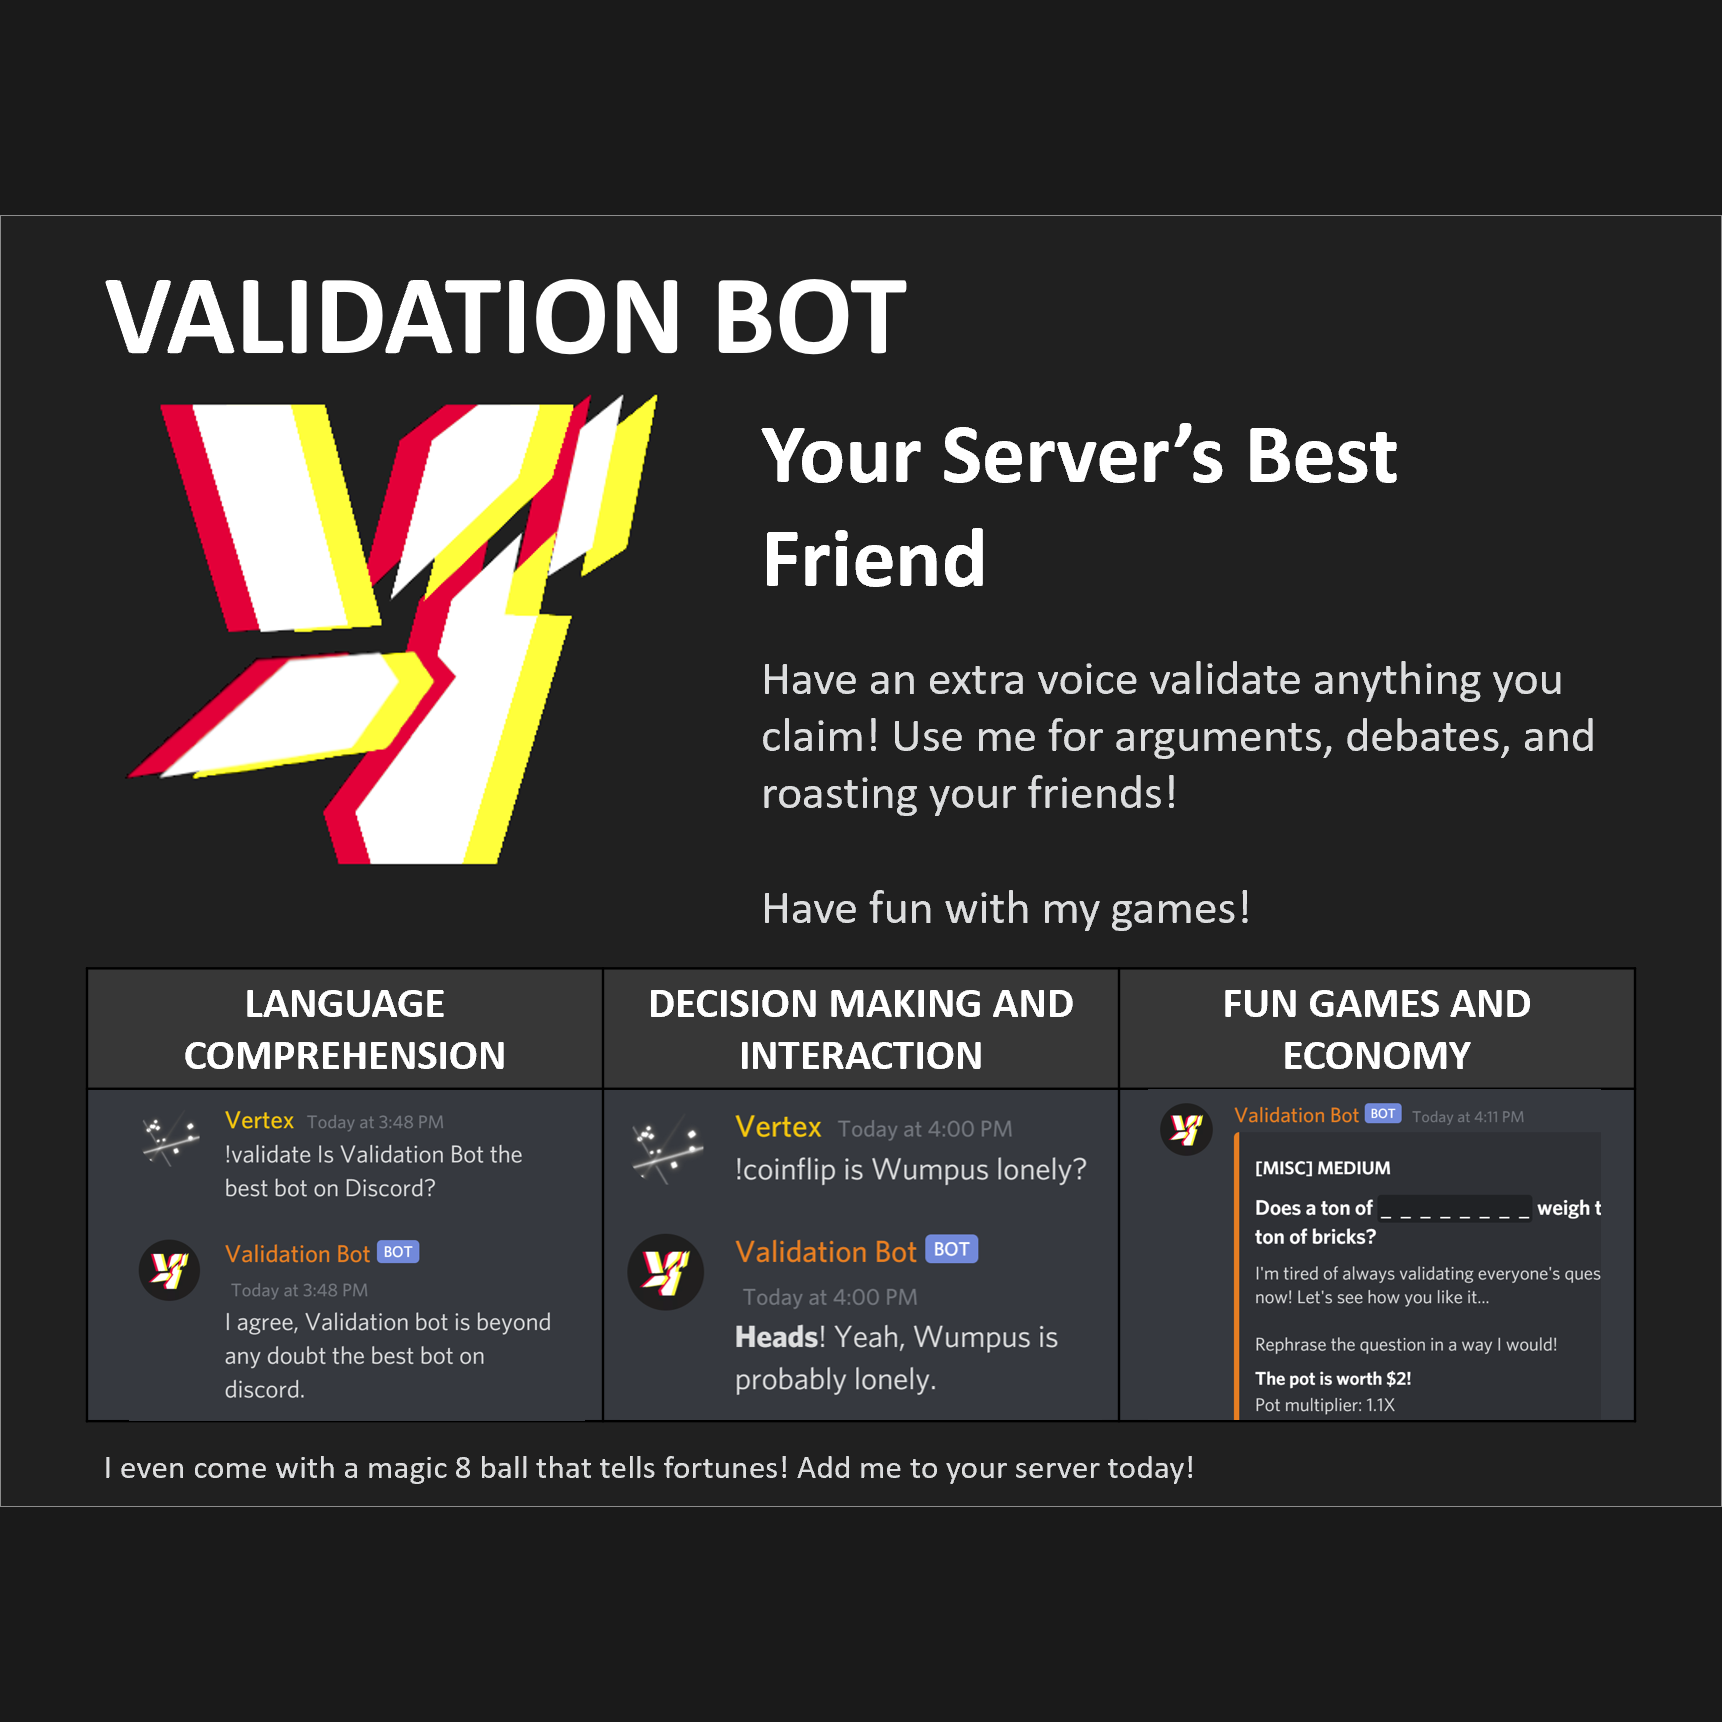 VALIDATION BOT
Your Server’s Best
Friend
Have an extra voice validate anything you
claim! Use me for arguments, debates, and
roasting your friends!
Have fun with my games!
LANGUAGE
COMPREHENSION
Vertex Today at 3:48 PM
!validate Is Validation Bot the
best bot on Discord?
Validation Bot BOT
Today at 3:48 PM
I agree, Validation bot is beyond
any doubt the best bot on
discord.
DECISION MAKING AND
INTERACTION
Vertex Today at 4:00 PM
!coinflip is Wumpus lonely?
Validation Bot BOT
Today at 4:00 PM
Heads! Yeah, Wumpus is
probably lonely.
FUN GAMES AND
ECONOMY
Validation Bot BOT Today at 4:11 PM
[MISC] MEDIUM
Does a ton of _ _ _ _ _ _ _ _ weigh t
ton of bricks?
I'm tired of always validating everyone's ques
now! Let's see how you like it...
Rephrase the question in a way I would!
The pot is worth $2!
Pot multiplier: 1.1X
I even come with a magic 8 ball that tells fortunes! Add me to your server today!